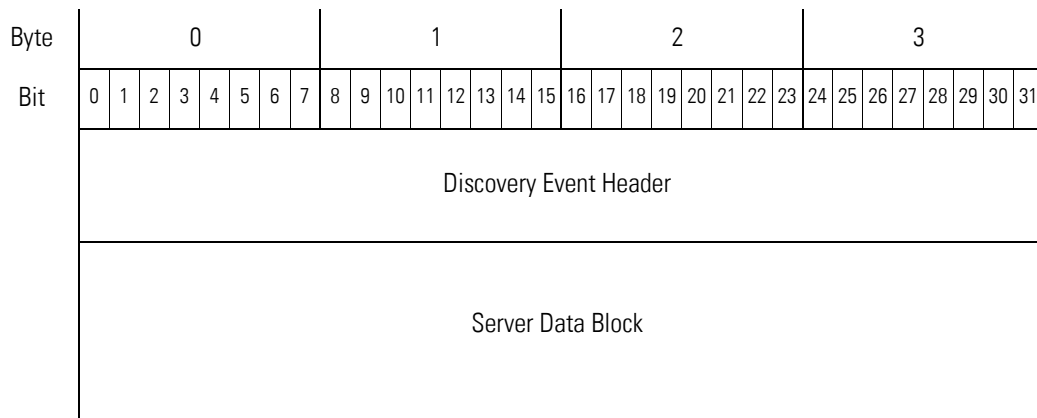 Byte 0 1 2 3
Bit 0 1 2 3 4 5 6 7 8 9 10 11 12 13 14 15 16 17 18 19 20 21 22 23 24 25 26 27 28 29 30 31
Discovery Event Header
Server Data Block